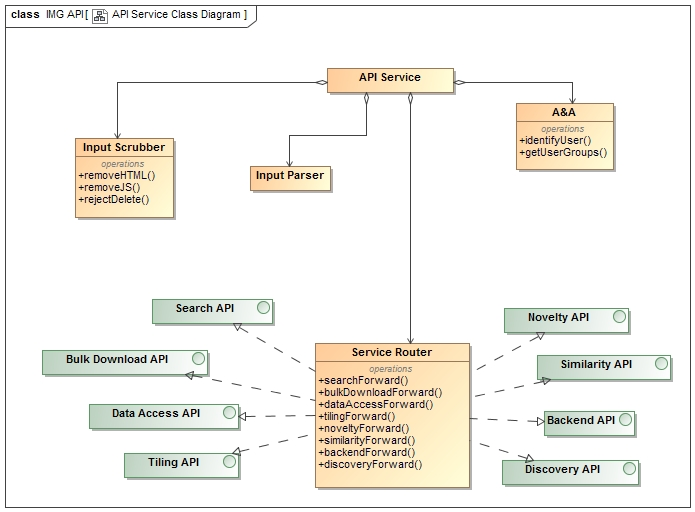 class IMG API[ API Service Class Diagram ]
API Service
A&A
operations
+identifyUser()
+getUserGroups()
Input Scrubber
operations
+removeHTML()
+removeJS()
+rejectDelete()
Input Parser
Search API
Novelty API
Bulk Download API
Similarity API
Data Access API
Backend API
Tiling API
Discovery API
Service Router
operations
+searchForward()
+bulkDownloadForward()
+dataAccessForward()
+tilingForward()
+noveltyForward()
+similarityForward()
+backendForward()
+discoveryForward()